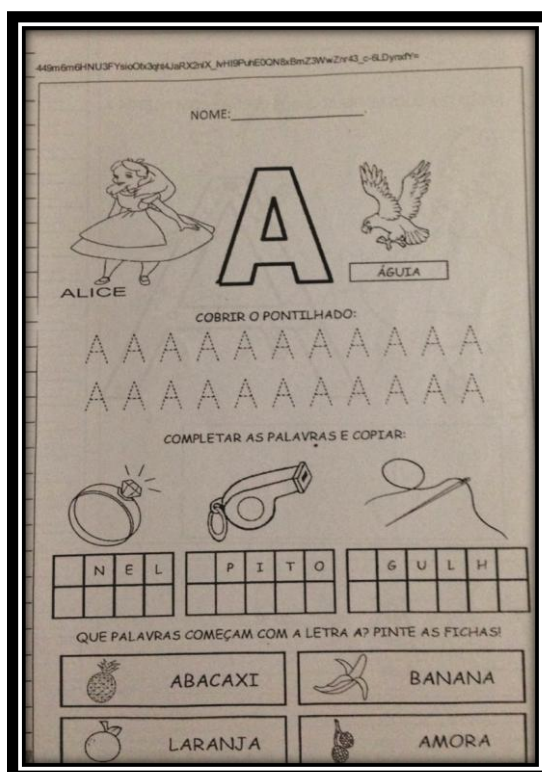 NOME:
A
ALICE
ÁGUIA
COBRIR O PONTILHADO:
A A A A A A A A A A A
A A A A A A A A A A A
COMPLETAR AS PALAVRAS E COPIAR:
N E L P I T O G U L H
QUE PALAVRAS COMEÇAM COM A LETRA A? PINTE AS FICHAS!
ABACAXI BANANA
LARANJA AMORA